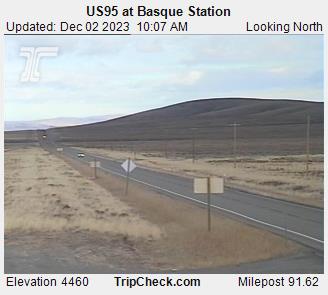 US95 at Basque Station
Updated: Dec 02 2023 10:07 AM Looking North
Elevation 4460 TripCheck.com Milepost 91.62